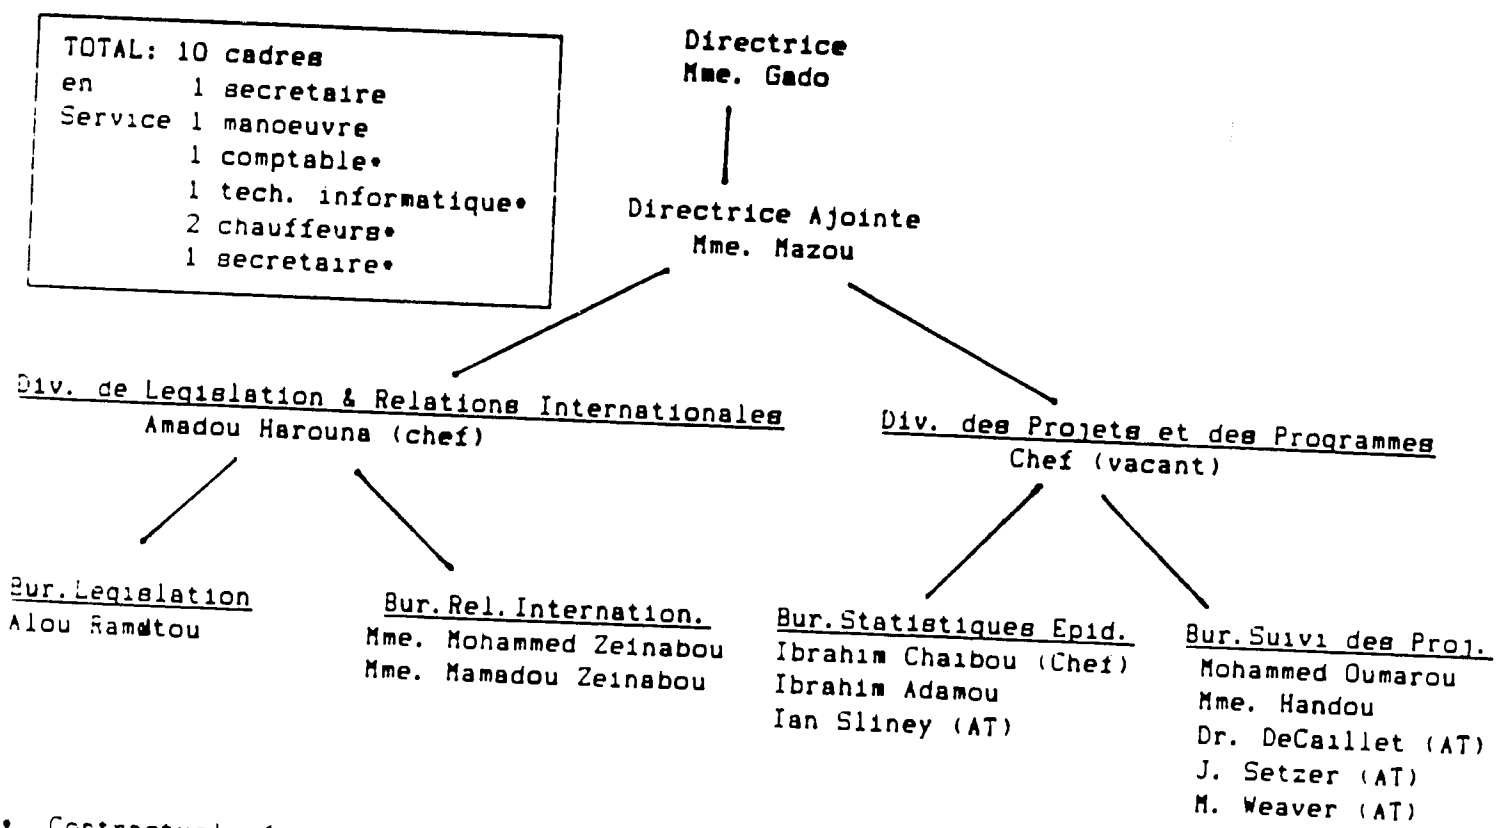 TOTAL: 10 cadres
en 1 secretaire
Service 1 manoeuvre
1 comptable*
1 tech. informatique*
2 chauffeurs*
1 secretaire*
Directrice
Mme. Gado
Directrice Ajointe
Mme. Mazou
Div. de Legislation & Relations Internationales
Amadou Harouna (chef)
Div. des Projets et des Programmes
Chef (vacant)
Bur. Legislation
Alou Ramatou
Bur. Rel. Internation.
Mme. Mohammed Zeinabou
Mme. Mamadou Zeinabou
Bur. Statistiques Epid.
Ibrahim Chaibou (Chef)
Ibrahim Adamou
Ian Sliney (AT)
Bur. Suivi des Proj.
Mohammed Oumarou
Mme. Handou
Dr. DeCaillet (AT)
J. Setzer (AT)
M. Weaver (AT)